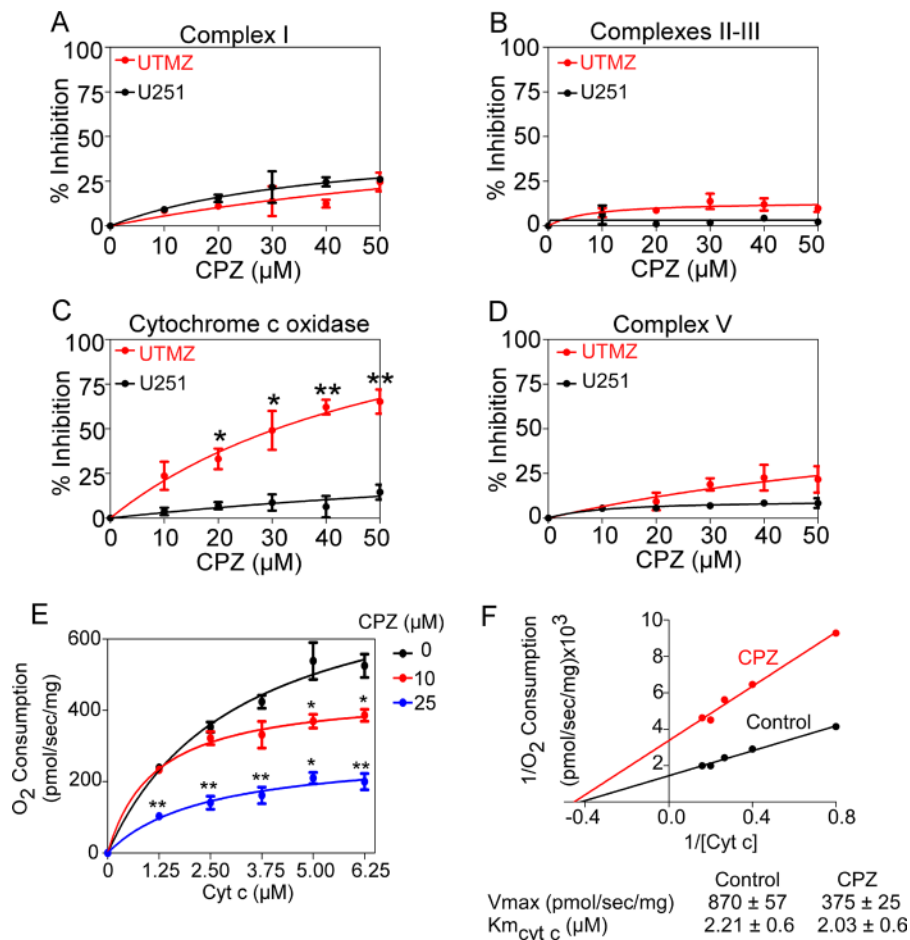 A
Complex I
UTMZ
U251
% Inhibition
100
75
50
25
0
0 10 20 30 40 50
CPZ (µM)
B
Complexes II-III
UTMZ
U251
% Inhibition
100
75
50
25
0
0 10 20 30 40 50
CPZ (µM)
C
Cytochrome c oxidase
UTMZ
U251
% Inhibition
100
75
50
25
0
* * ** **
0 10 20 30 40 50
CPZ (µM)
D
Complex V
UTMZ
U251
% Inhibition
100
75
50
25
0
0 10 20 30 40 50
CPZ (µM)
E
CPZ (µM)
0
10
25
O2 Consumption
(pmol/sec/mg)
600
400
200
0
* *
** ** ** * **
0 1.25 2.50 3.75 5.00 6.25
Cyt c (µM)
F
1/O2 Consumption
(pmol/sec/mg)x10³
10
8
6
4
2
CPZ
Control
-0.4 0.0 0.4 0.8
1/[Cyt c]
Control CPZ
Vmax (pmol/sec/mg) 870 ± 57 375 ± 25
Kmcyt c (µM) 2.21 ± 0.6 2.03 ± 0.6